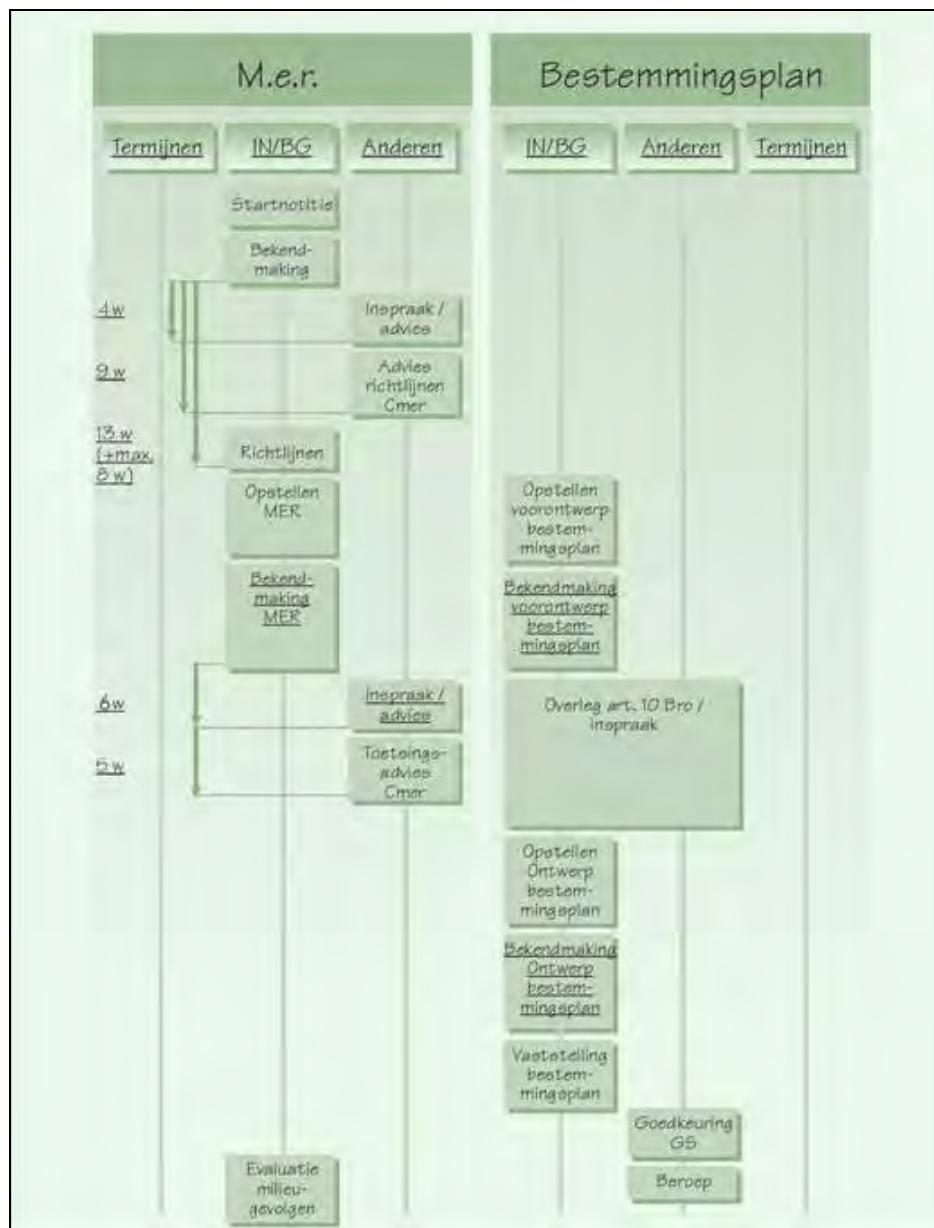 M.e.r.
Bestemmingsplan
Termijnen
IN/BG
Anderen
IN/BG
Anderen
Termijnen
Startnotitie
Bekend-
making
4 w
Inspraak /
advies
9 w
Advies
richtlijnen
Cmer
13 w
(+max.
8 w)
Richtlijnen
Opstellen
MER
Opstellen
voorontwerp
bestem-
mingsplan
Bekend-
making
MER
Bekendmaking
voorontwerp
bestem-
mingsplan
6w
Inspraak /
advies
Overleg art. 10 Bro /
inspraak
5 w
Toetsings-
advies
Cmer
Opstellen
Ontwerp
bestem-
mingsplan
Bekendmaking
Ontwerp
bestem-
mingsplan
Vaststelling
bestem-
mingsplan
Goedkeuring
GS
Evaluatie
milieu-
gevolgen
Beroep